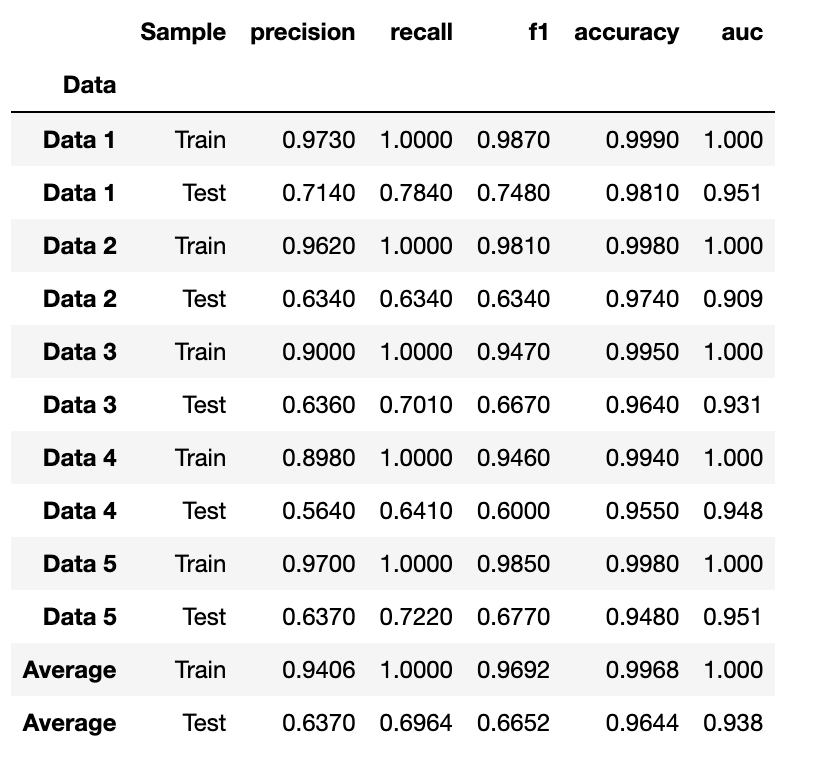 Sample precision recall f1 accuracy auc
Data
Data 1 Train 0.9730 1.0000 0.9870 0.9990 1.000
Data 1 Test 0.7140 0.7840 0.7480 0.9810 0.951
Data 2 Train 0.9620 1.0000 0.9810 0.9980 1.000
Data 2 Test 0.6340 0.6340 0.6340 0.9740 0.909
Data 3 Train 0.9000 1.0000 0.9470 0.9950 1.000
Data 3 Test 0.6360 0.7010 0.6670 0.9640 0.931
Data 4 Train 0.8980 1.0000 0.9460 0.9940 1.000
Data 4 Test 0.5640 0.6410 0.6000 0.9550 0.948
Data 5 Train 0.9700 1.0000 0.9850 0.9980 1.000
Data 5 Test 0.6370 0.7220 0.6770 0.9480 0.951
Average Train 0.9406 1.0000 0.9692 0.9968 1.000
Average Test 0.6370 0.6964 0.6652 0.9644 0.938